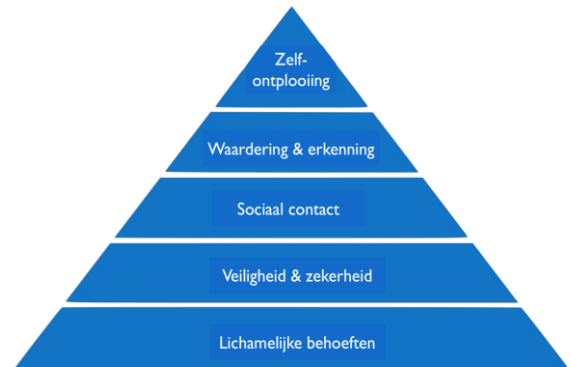 Zelf-
ontplooiing
Waardering & erkenning
Sociaal contact
Veiligheid & zekerheid
Lichamelijke behoeften